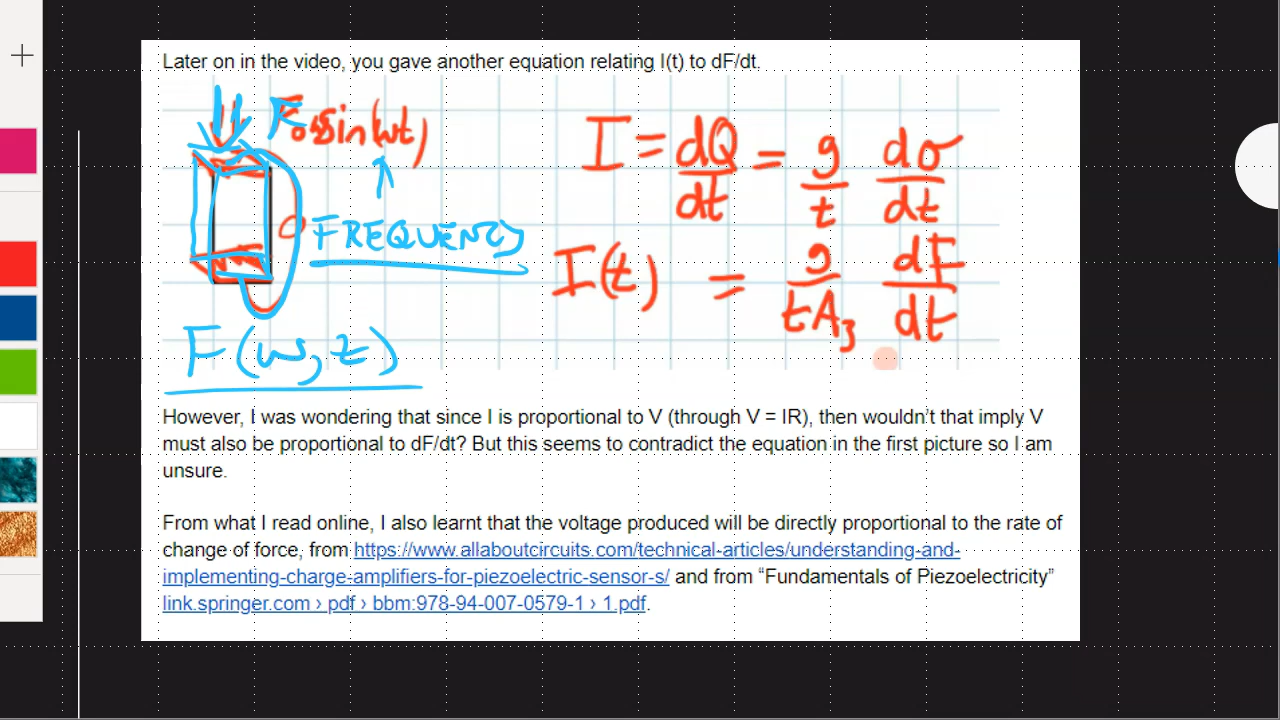 Later on in the video, you gave another equation relating I(t) to dF/dt.
F₀ sin(ωt)
FREQUENCY
F(ω, t)
I = dQ/dt = g/t dσ/dt
I(t) = g/tA₃ dF/dt
However, I was wondering that since I is proportional to V (through V = IR), then wouldn't that imply V
must also be proportional to dF/dt? But this seems to contradict the equation in the first picture so I am
unsure.
From what I read online, I also learnt that the voltage produced will be directly proportional to the rate of
change of force, from https://www.allaboutcircuits.com/technical-articles/understanding-and-
implementing-charge-amplifiers-for-piezoelectric-sensor-s/ and from “Fundamentals of Piezoelectricity”
link.springer.com › pdf › bbm:978-94-007-0579-1 › 1.pdf.